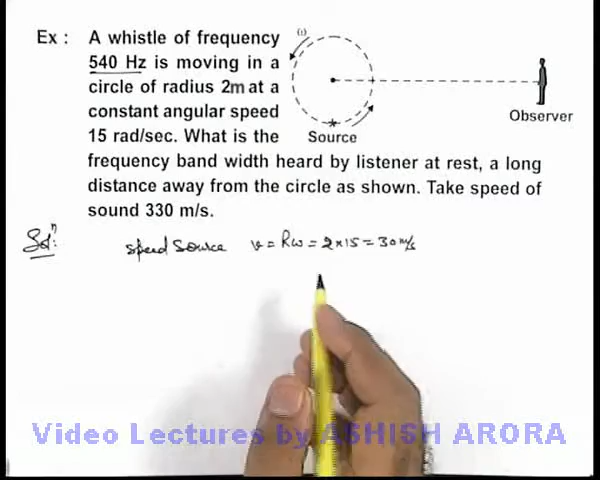 Ex : A whistle of frequency
540 Hz is moving in a
circle of radius 2m at a
constant angular speed
15 rad/sec. What is the
frequency band width heard by listener at rest, a long
distance away from the circle as shown. Take speed of
sound 330 m/s.
(i)
Source
Observer
Solⁿ:
speed source v = Rω = 2×15 = 30 m/s
Video Lectures by ASHISH ARORA